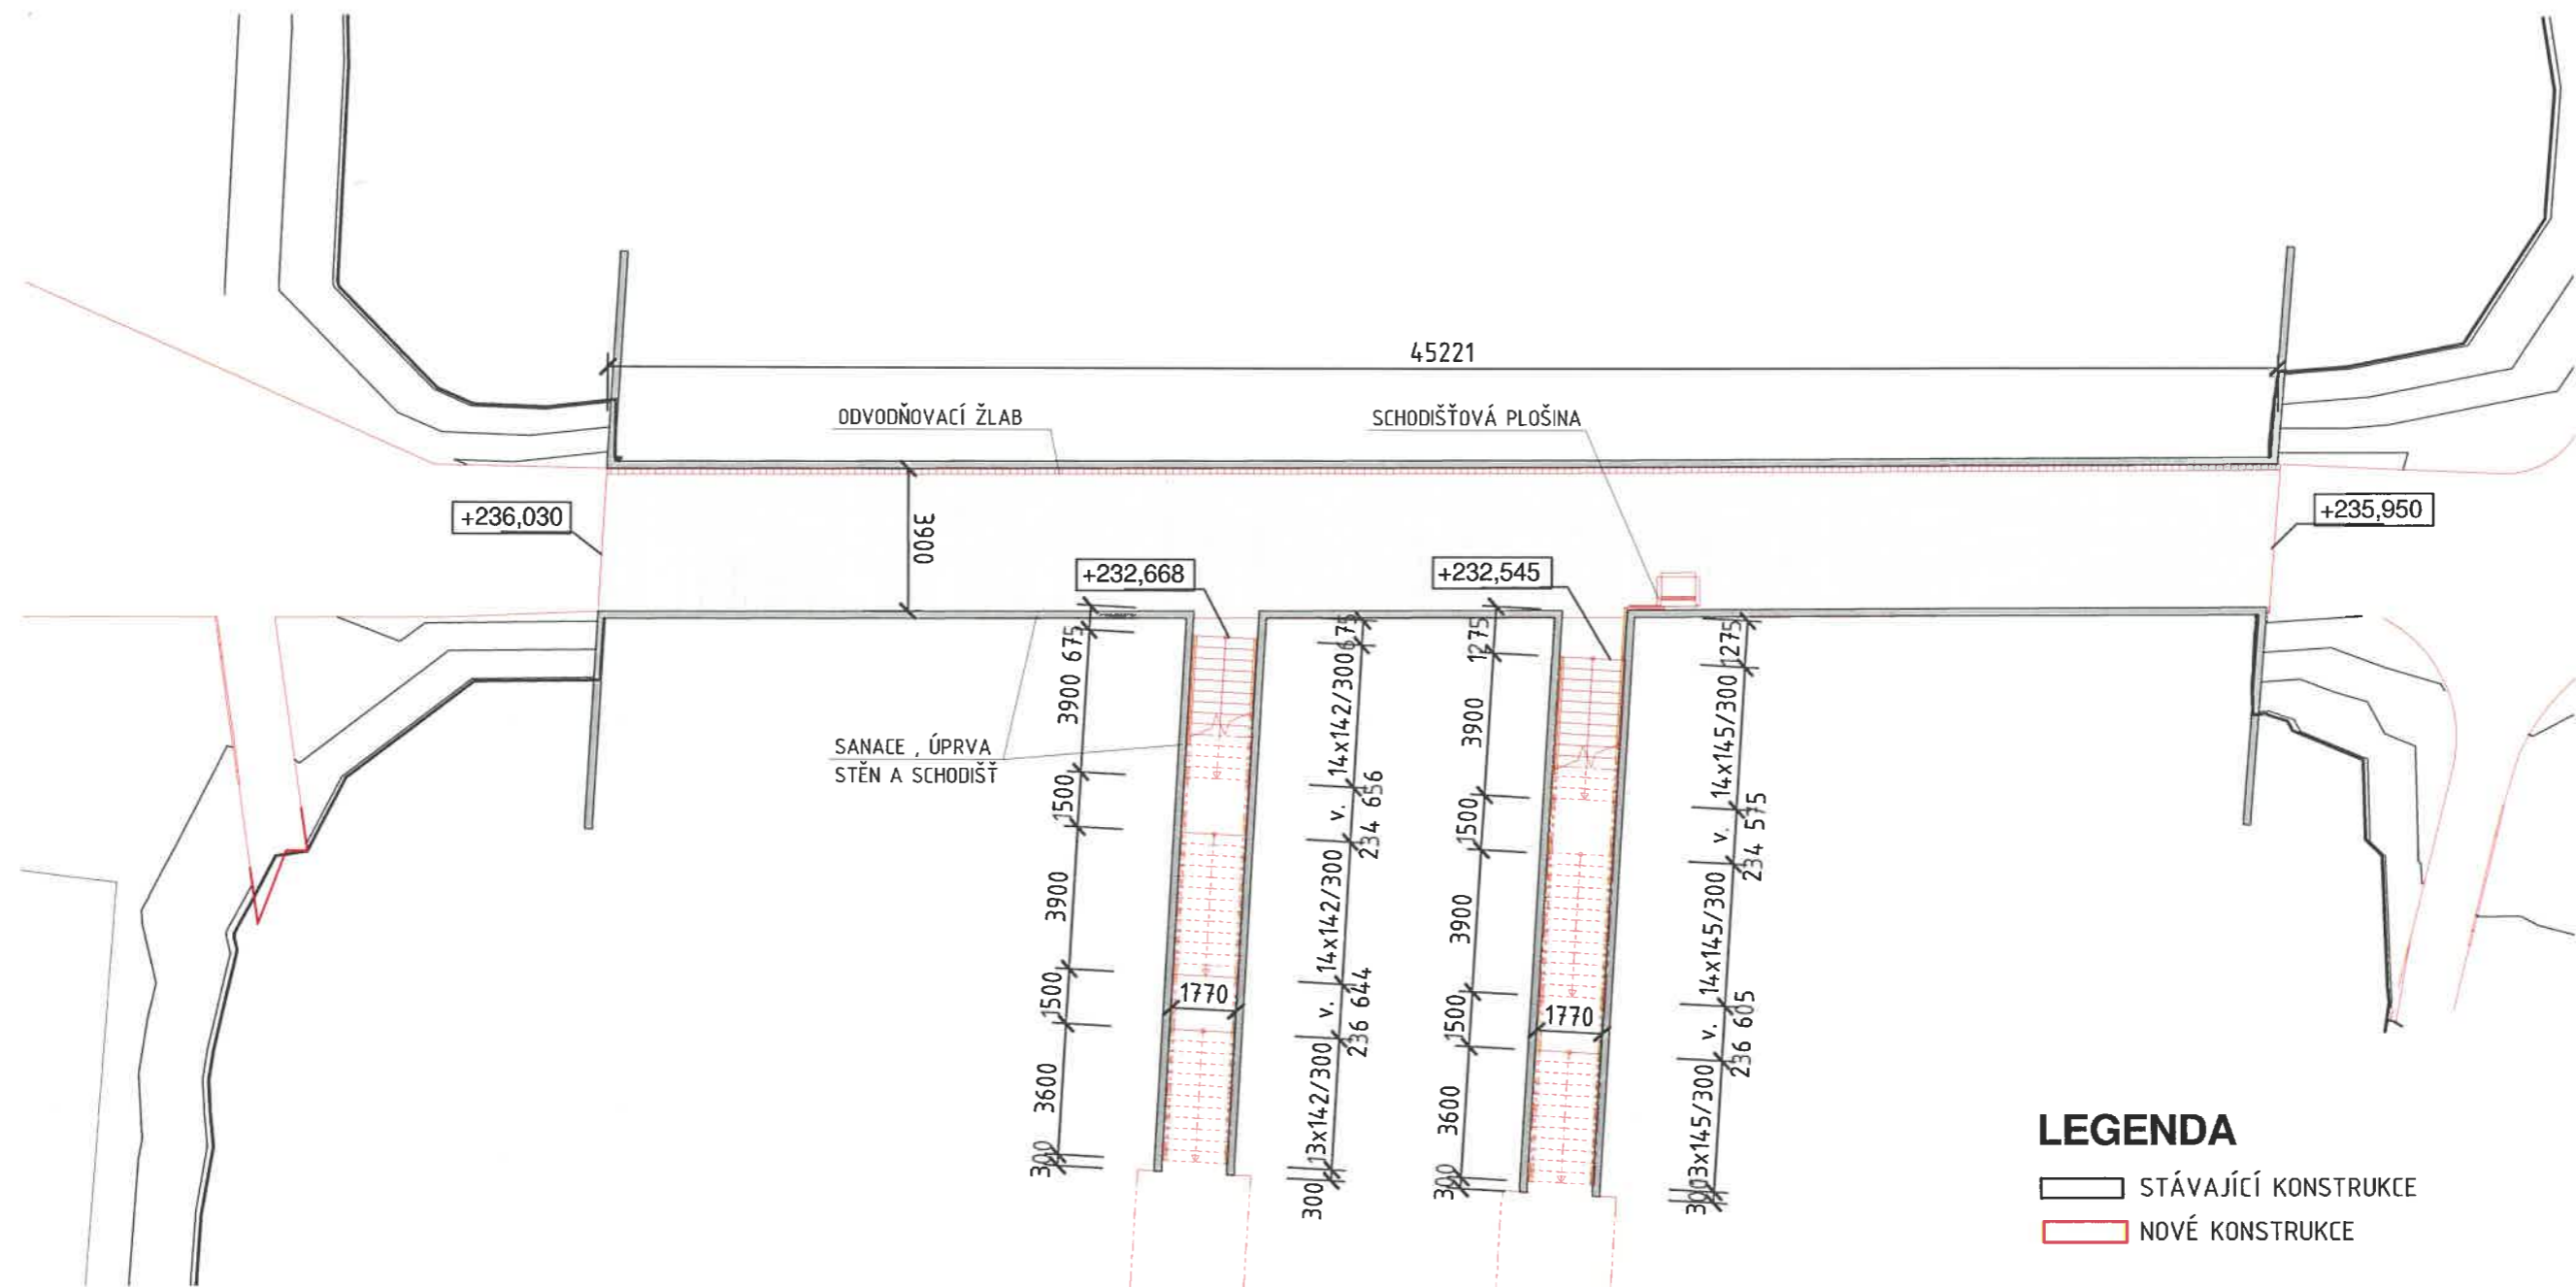 45221
ODVODŇOVACÍ ŽLAB
SCHODIŠŤOVÁ PLOŠINA
+236,030
3900
+232,668
+232,545
+235,950
SANACE , ÚPRVA
STĚN A SCHODIŠŤ
675
3900
1500
3900
1500
3600
300
675
14x142/300
v. 234 656
14x142/300
v. 236 644
13x142/300
300
1770
1275
3900
1500
3900
1500
3600
300
1275
14x145/300
v. 234 575
14x145/300
v. 236 605
3x145/300
300
1770
LEGENDA
STÁVAJÍCÍ KONSTRUKCE
NOVÉ KONSTRUKCE